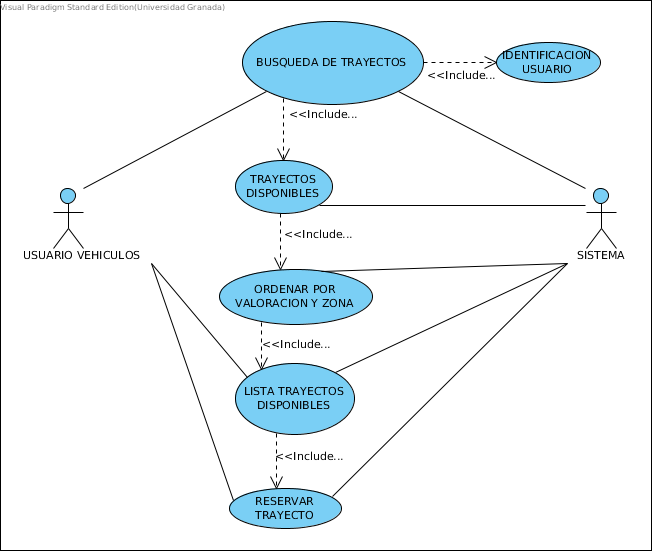 Visual Paradigm Standard Edition(Universidad Granada)
BUSQUEDA DE TRAYECTOS
IDENTIFICACION
USUARIO
<<Include...
<<Include...
TRAYECTOS
DISPONIBLES
<<Include...
USUARIO VEHICULOS
SISTEMA
ORDENAR POR
VALORACION Y ZONA
<<Include...
LISTA TRAYECTOS
DISPONIBLES
<<Include...
RESERVAR
TRAYECTO